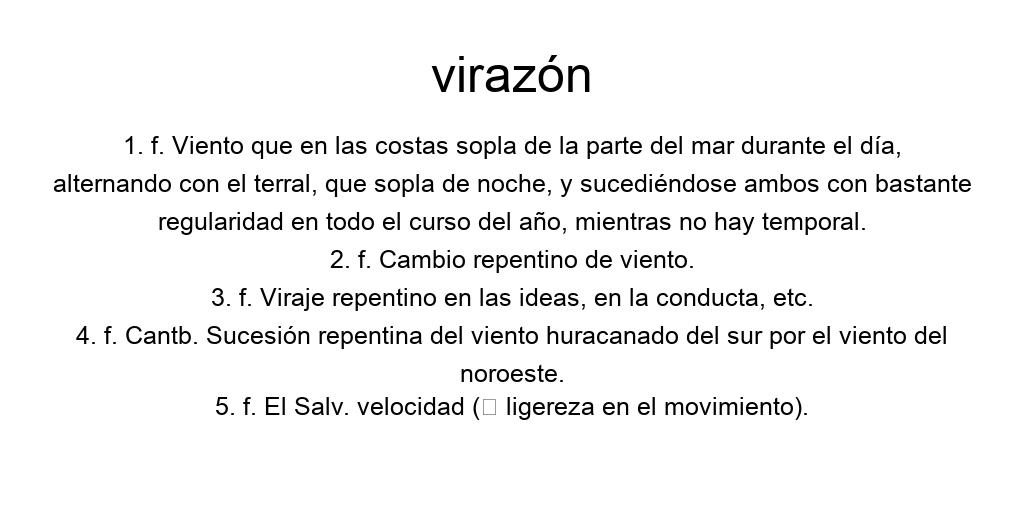 virazón
1. f. Viento que en las costas sopla de la parte del mar durante el día,
alternando con el terral, que sopla de noche, y sucediéndose ambos con bastante
regularidad en todo el curso del año, mientras no hay temporal.
2. f. Cambio repentino de viento.
3. f. Viraje repentino en las ideas, en la conducta, etc.
4. f. Cantb. Sucesión repentina del viento huracanado del sur por el viento del
noroeste.
5. f. El Salv. velocidad (▯ ligereza en el movimiento).